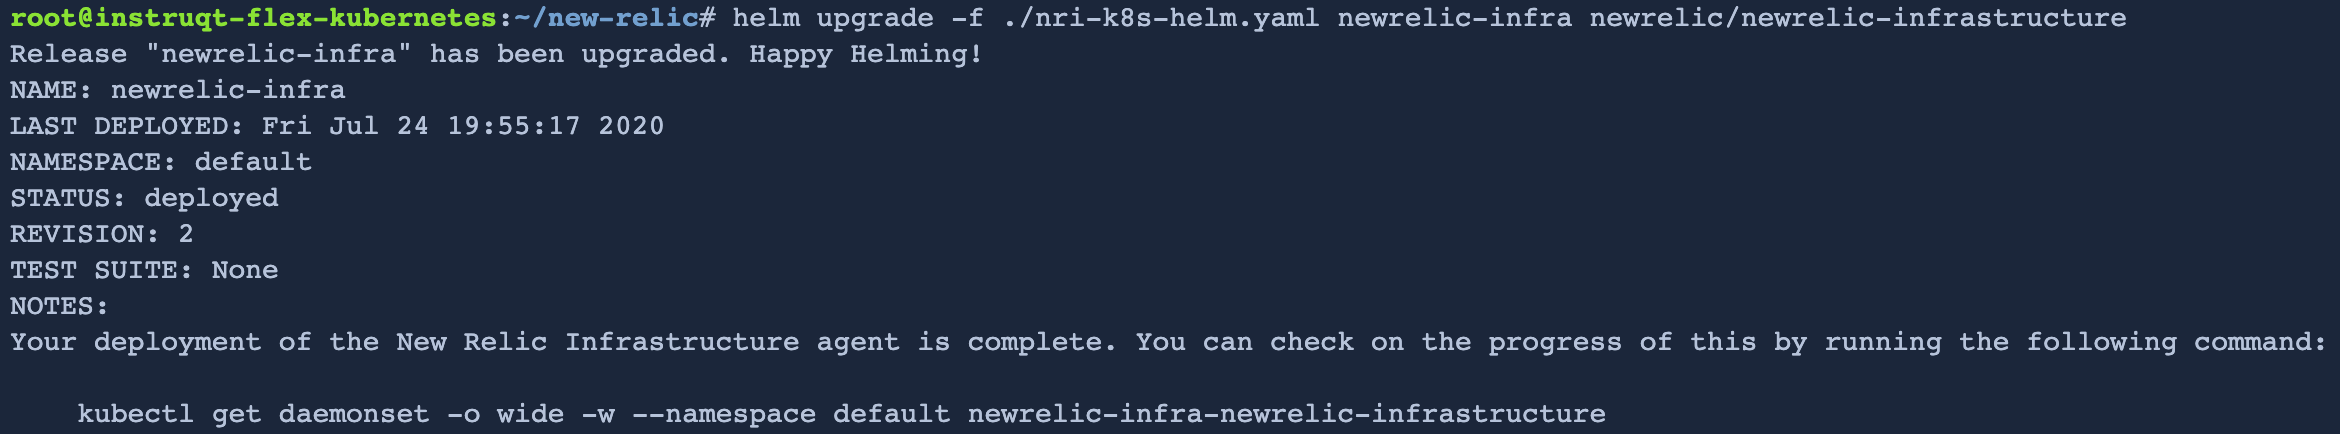 root@instruqt-flex-kubernetes:~/new-relic# helm upgrade -f ./nri-k8s-helm.yaml newrelic-infra newrelic/newrelic-infrastructure
Release "newrelic-infra" has been upgraded. Happy Helming!
NAME: newrelic-infra
LAST DEPLOYED: Fri Jul 24 19:55:17 2020
NAMESPACE: default
STATUS: deployed
REVISION: 2
TEST SUITE: None
NOTES:
Your deployment of the New Relic Infrastructure agent is complete. You can check on the progress of this by running the following command:
kubectl get daemonset -o wide -w --namespace default newrelic-infra-newrelic-infrastructure